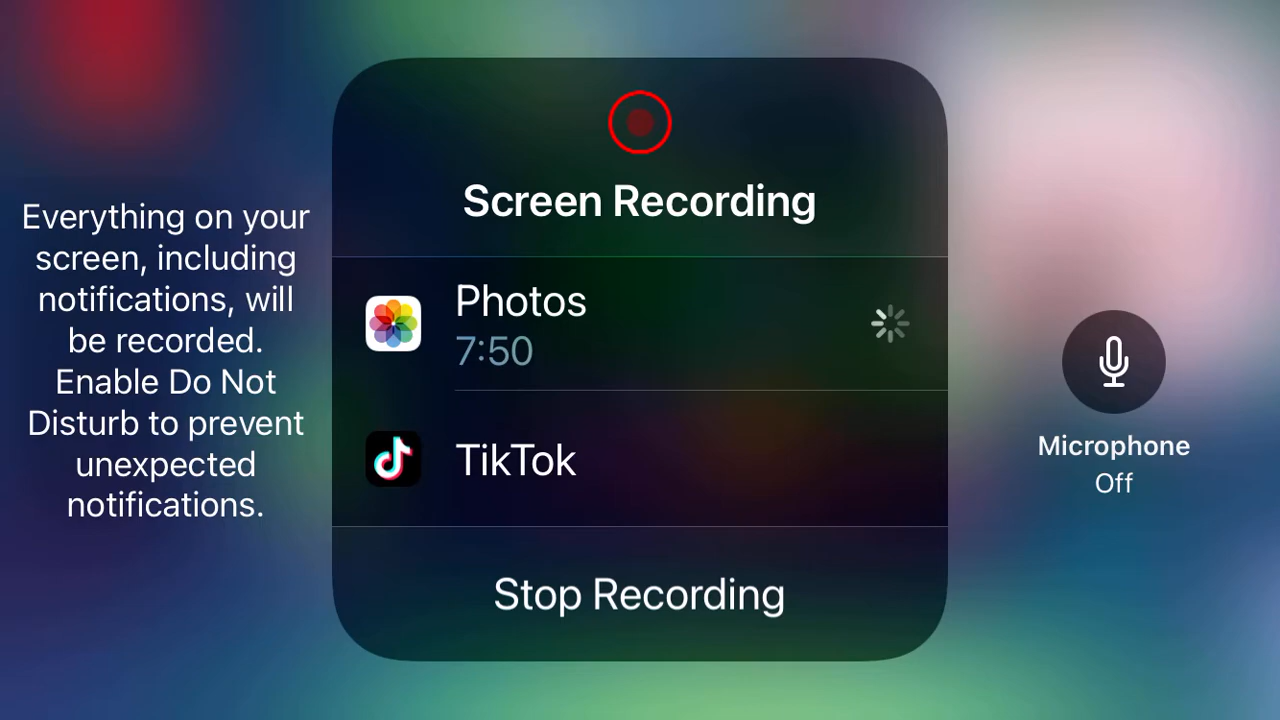 Everything on your
screen, including
notifications, will
be recorded.
Enable Do Not
Disturb to prevent
unexpected
notifications.
Screen Recording
Photos
7:50
TikTok
Stop Recording
Microphone
Off